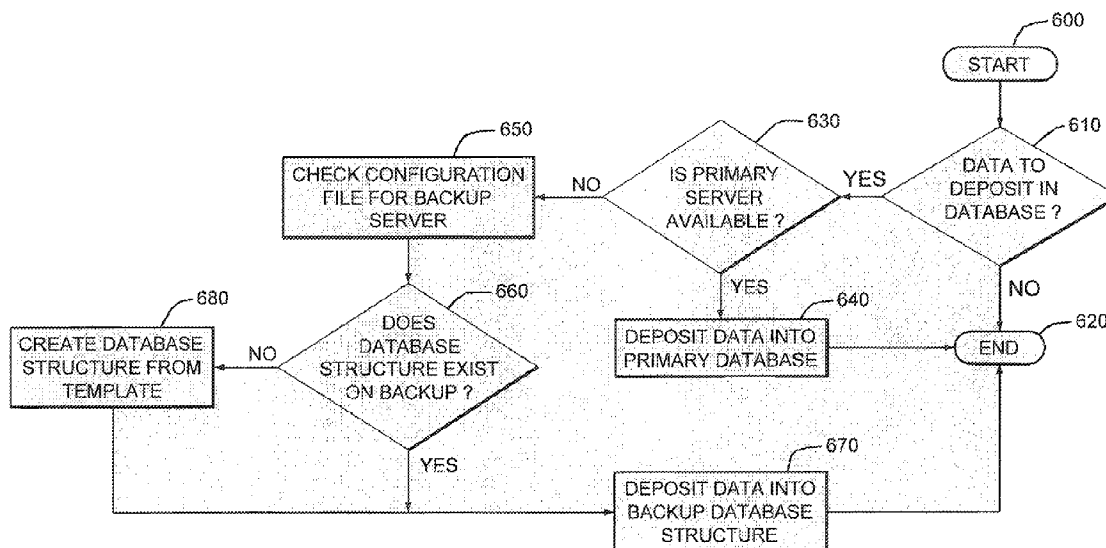 600
START
610
DATA TO
DEPOSIT IN
DATABASE ?
YES
NO
630
IS PRIMARY
SERVER
AVAILABLE ?
NO
YES
650
CHECK CONFIGURATION
FILE FOR BACKUP
SERVER
640
DEPOSIT DATA INTO
PRIMARY DATABASE
620
END
660
DOES
DATABASE
STRUCTURE EXIST
ON BACKUP ?
NO
YES
680
CREATE DATABASE
STRUCTURE FROM
TEMPLATE
670
DEPOSIT DATA INTO
BACKUP DATABASE
STRUCTURE